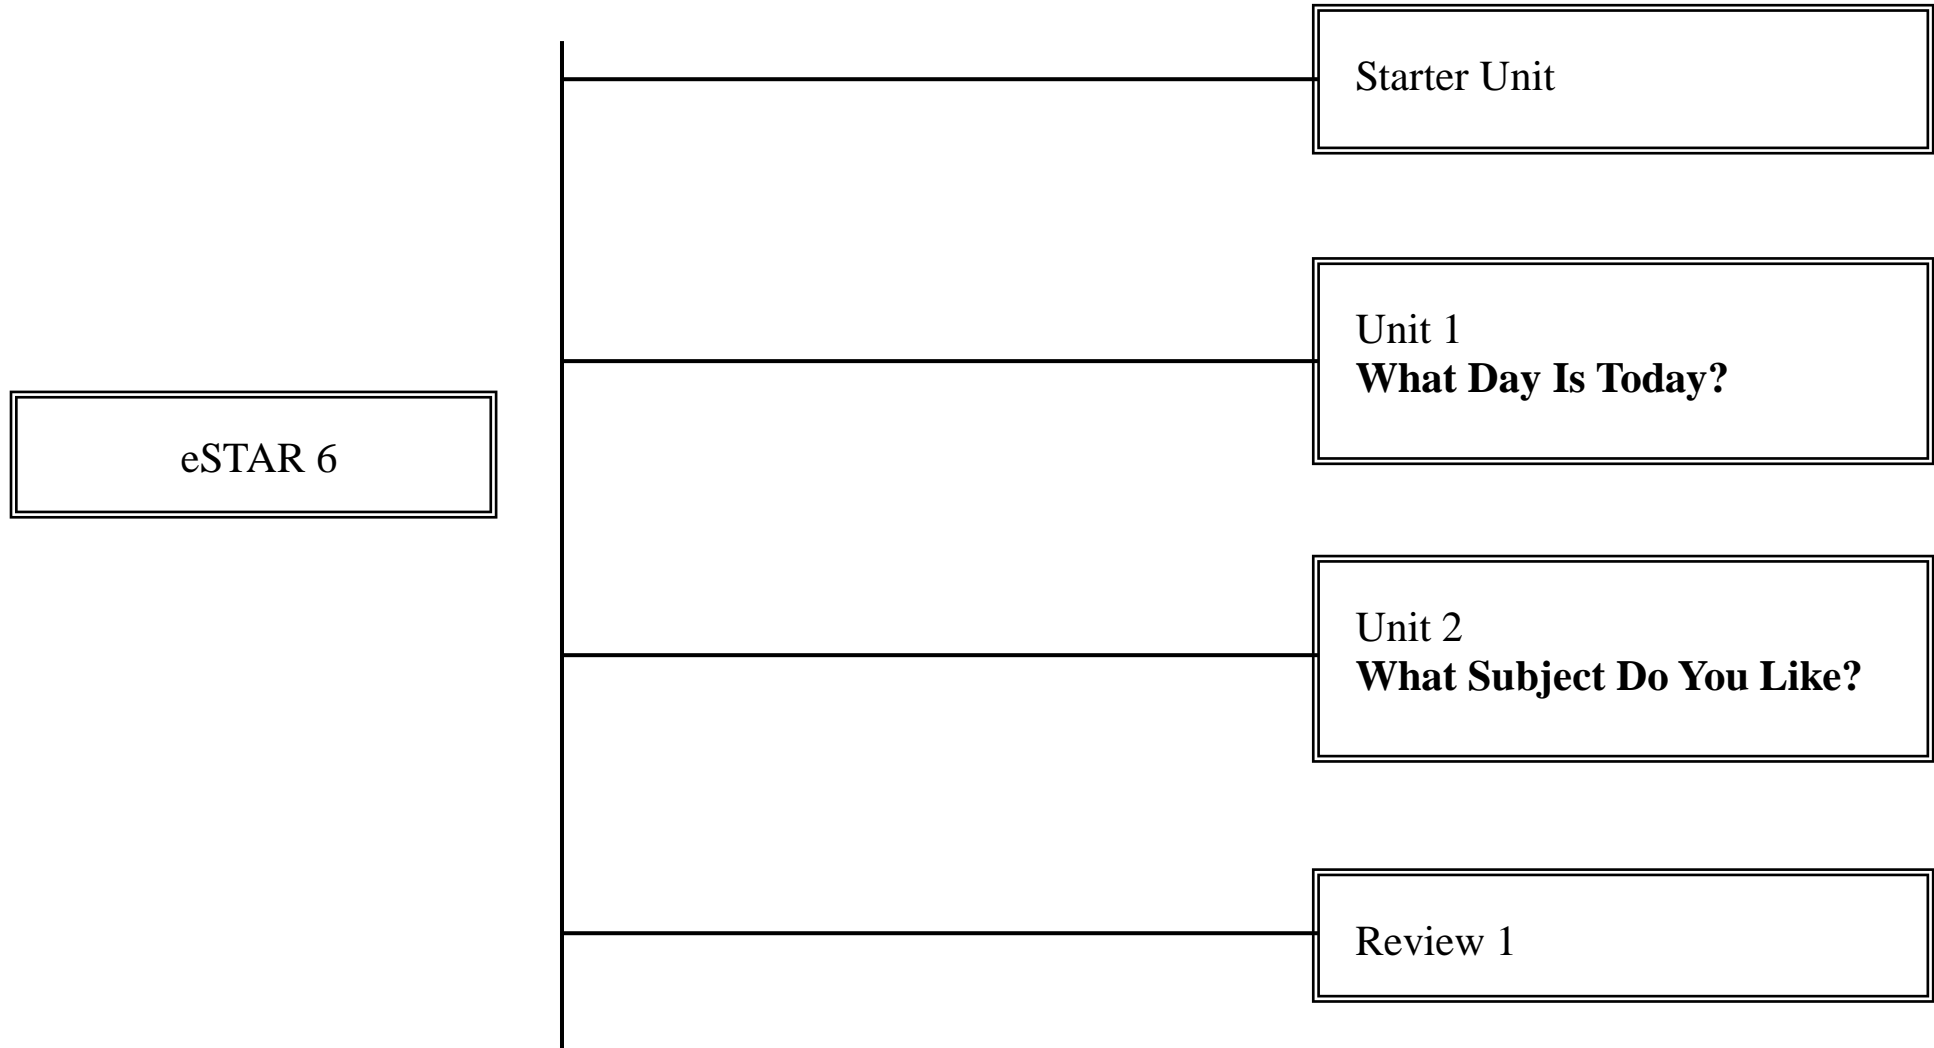 eSTAR 6
Starter Unit
Unit 1
What Day Is Today?
Unit 2
What Subject Do You Like?
Review 1